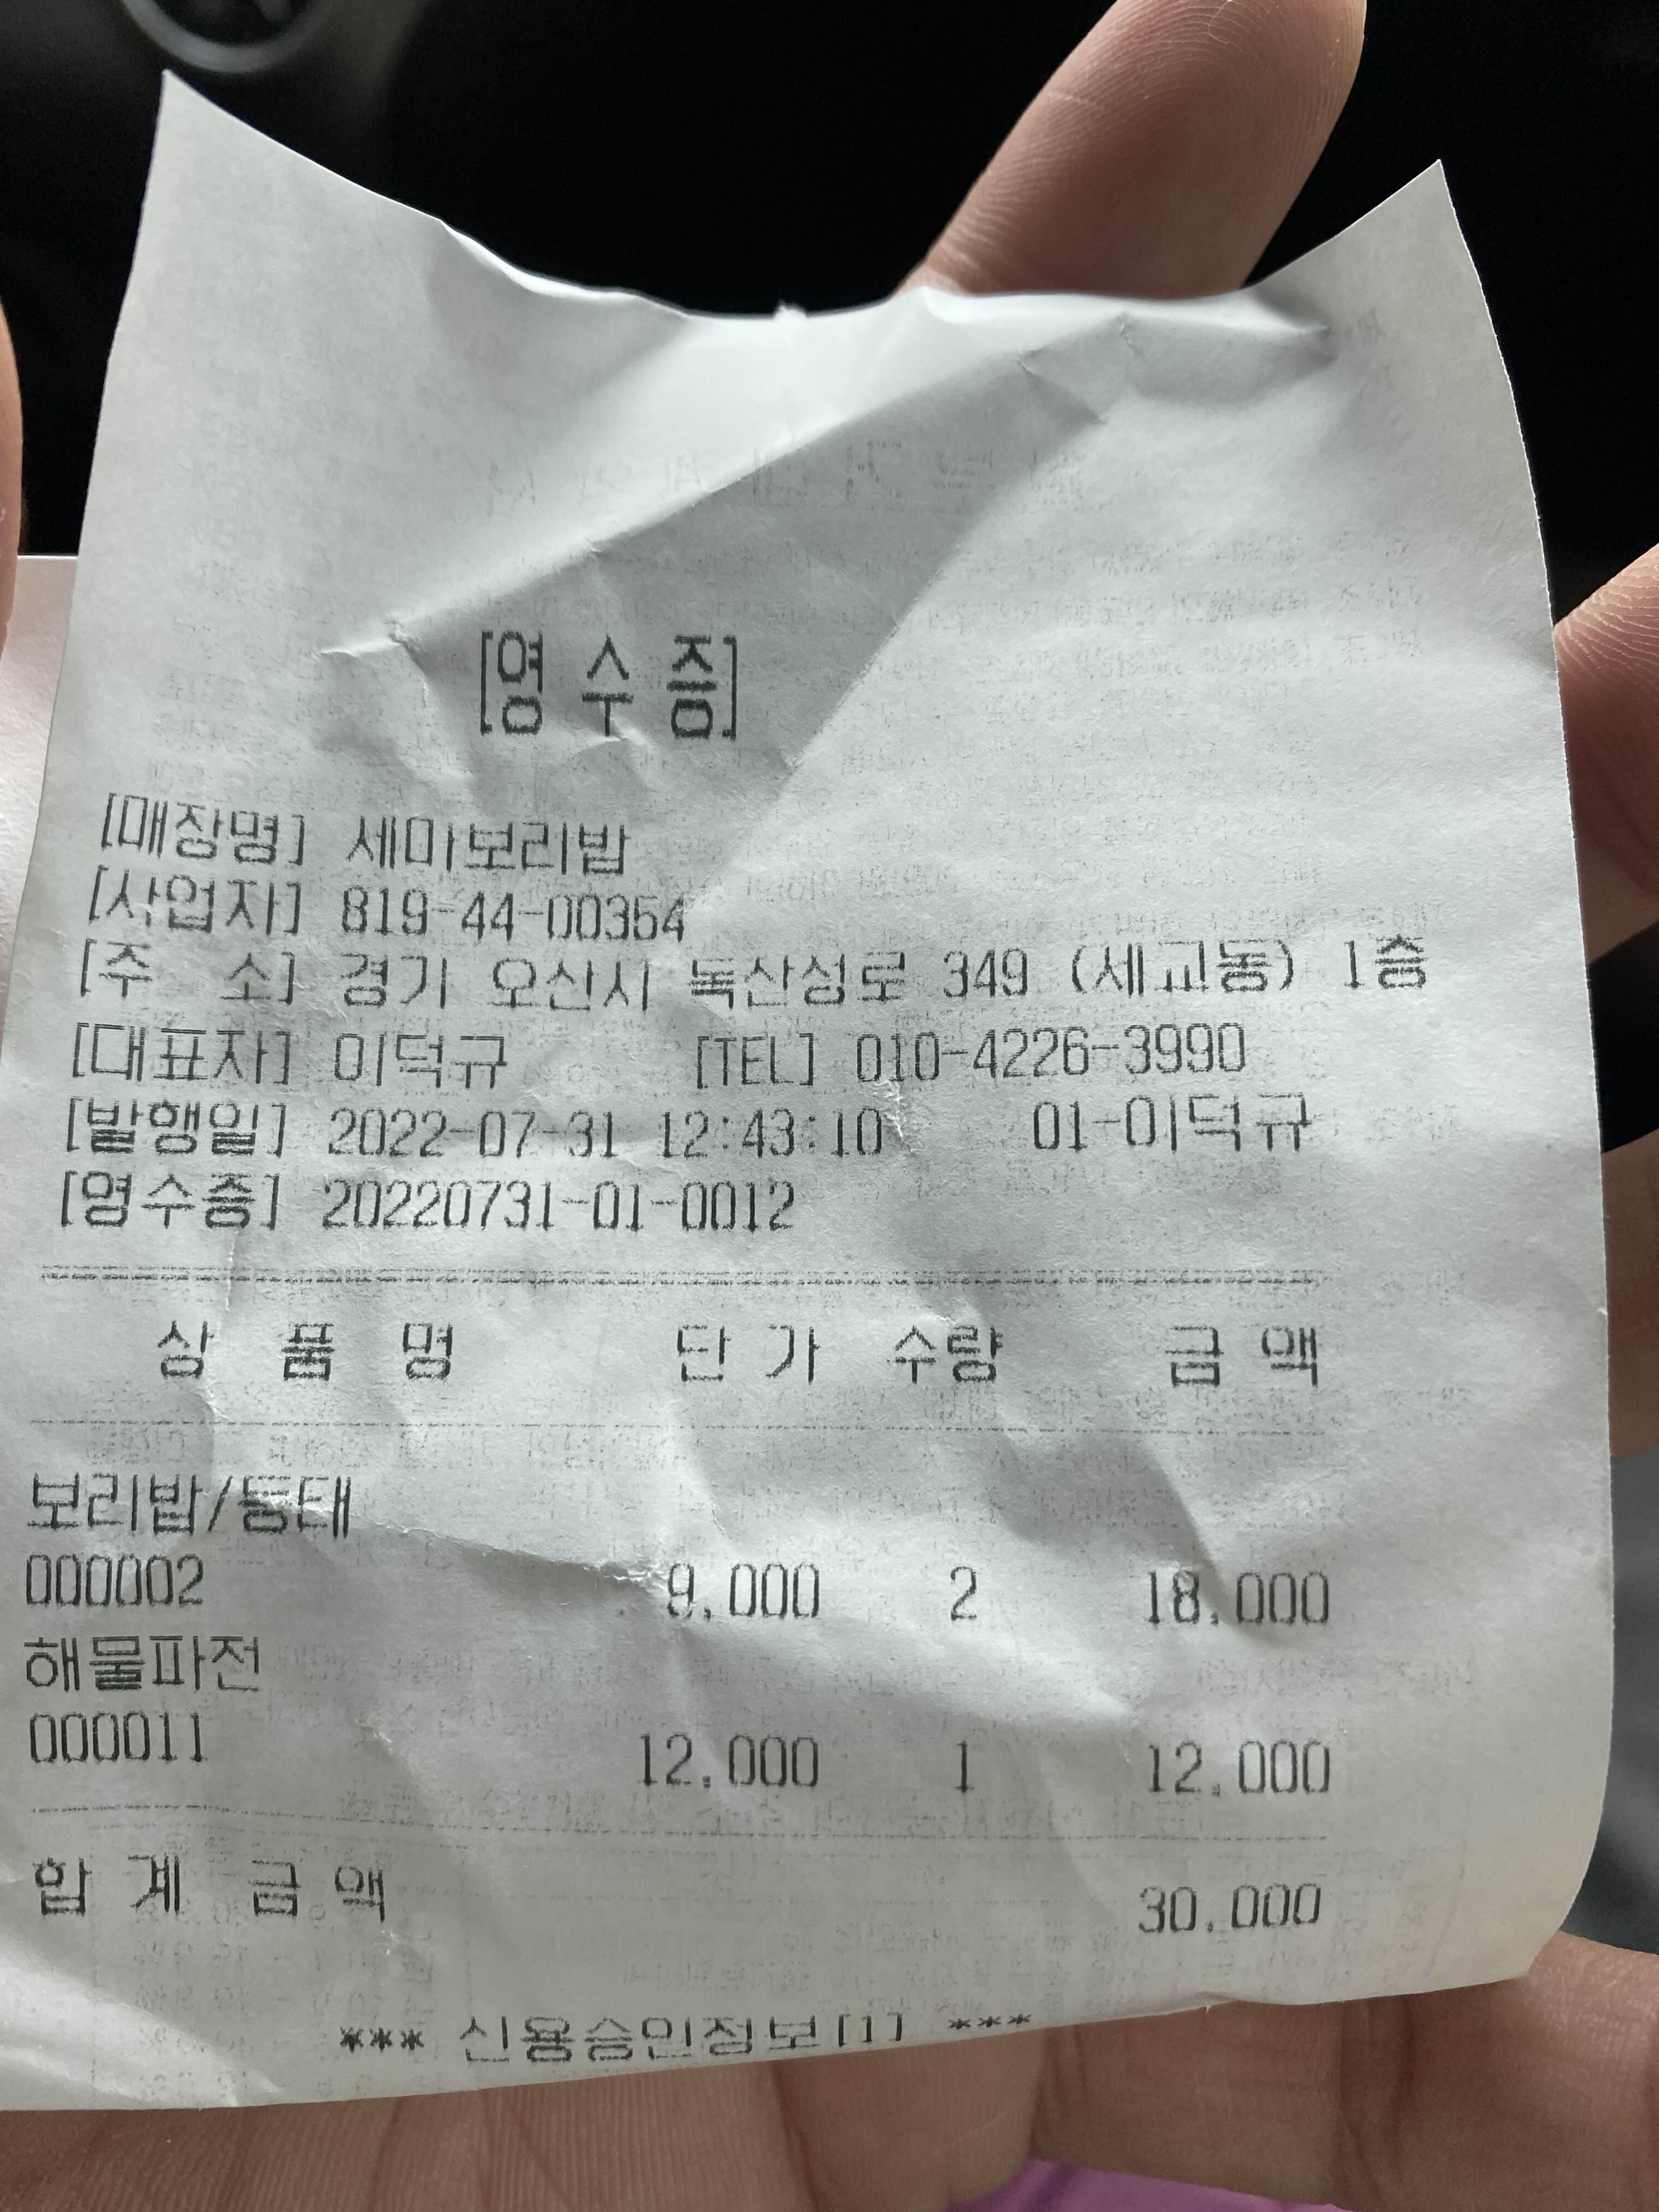 [영 수 증]
[매장명] 세마보리밥
[사업자] 819-44-00354
[주 소] 경기 오산시 독산성로 349 (세교동) 1층
[대표자] 이덕규 [TEL] 010-4226-3990
[발행일] 2022-07-31 12:43:10 01-이덕규
[영수증] 20220731-01-0012
상 품 명 단 가 수량 금 액
보리밥/동태
000002 9,000 2 18,000
해물파전
000011 12,000 1 12,000
합 계 금 액 30,000
*** 신용승인정보[1] ***